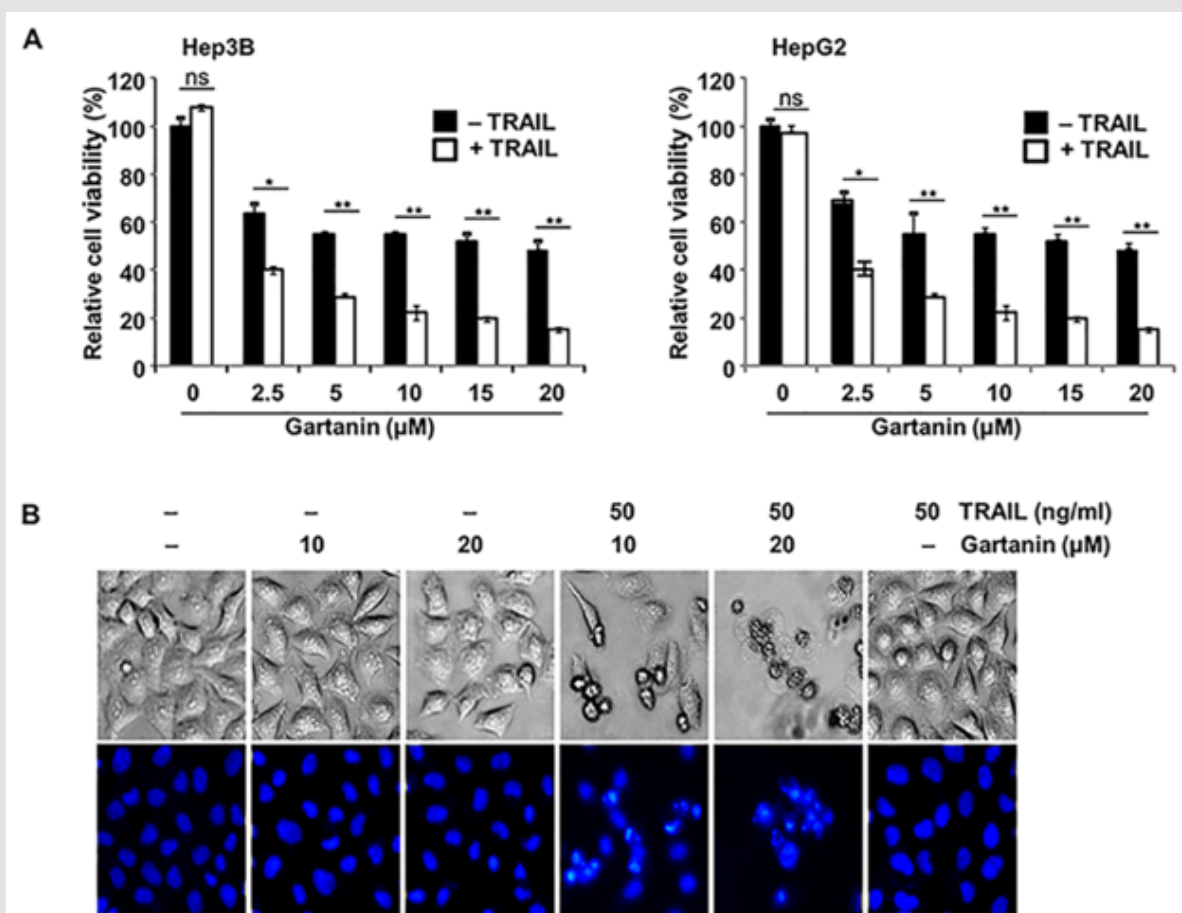 A
Hep3B
Relative cell viability (%)
120
100
80
60
40
20
0
ns
*
**
**
**
**
– TRAIL
+ TRAIL
0 2.5 5 10 15 20
Gartanin (µM)
HepG2
Relative cell viability (%)
120
100
80
60
40
20
0
ns
*
**
**
**
**
– TRAIL
+ TRAIL
0 2.5 5 10 15 20
Gartanin (µM)
B
– – – 50 50 50 TRAIL (ng/ml)
– 10 20 10 20 – Gartanin (µM)